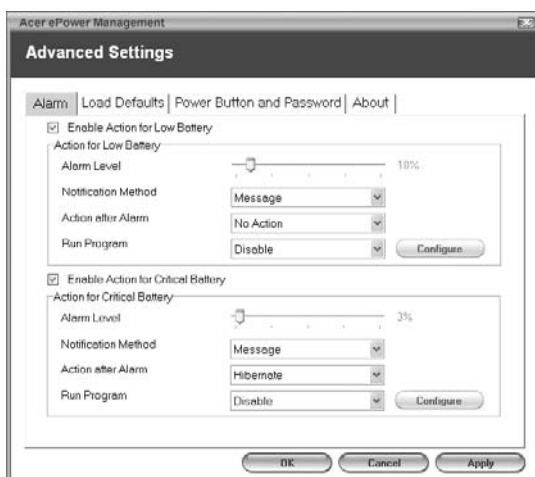 Acer ePower Management
Advanced Settings
Alarm Load Defaults Power Button and Password About
Enable Action for Low Battery
Action for Low Battery
Alarm Level 10%
Notification Method Message
Action after Alarm No Action
Run Program Disable Configure
Enable Action for Critical Battery
Action for Critical Battery
Alarm Level 3%
Notification Method Message
Action after Alarm Hibernate
Run Program Disable Configure
OK Cancel Apply